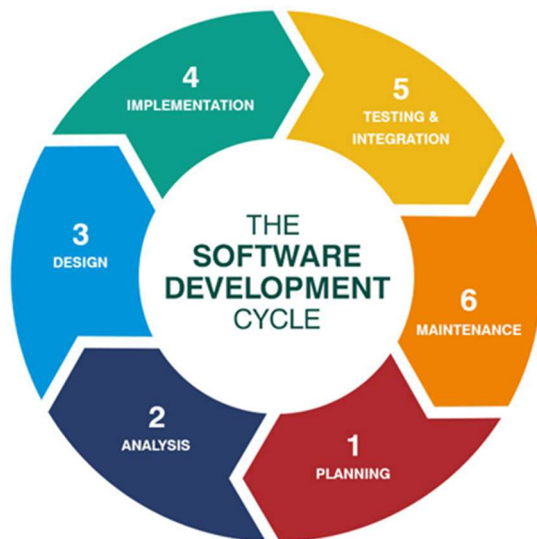 THE
SOFTWARE
DEVELOPMENT
CYCLE
1
PLANNING
2
ANALYSIS
3
DESIGN
4
IMPLEMENTATION
5
TESTING &
INTEGRATION
6
MAINTENANCE